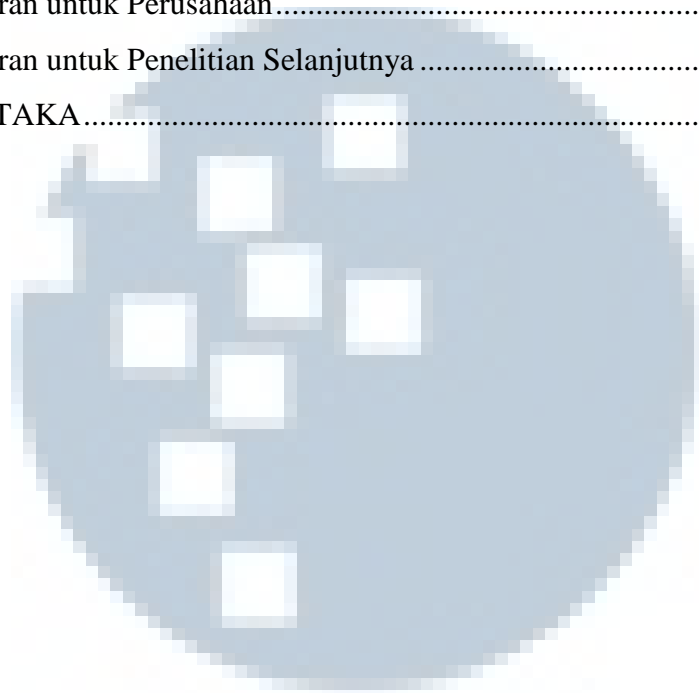 ran untuk Perusahaan........................................................
ran untuk Penelitian Selanjutnya.....................................
TAKA..............................................................................